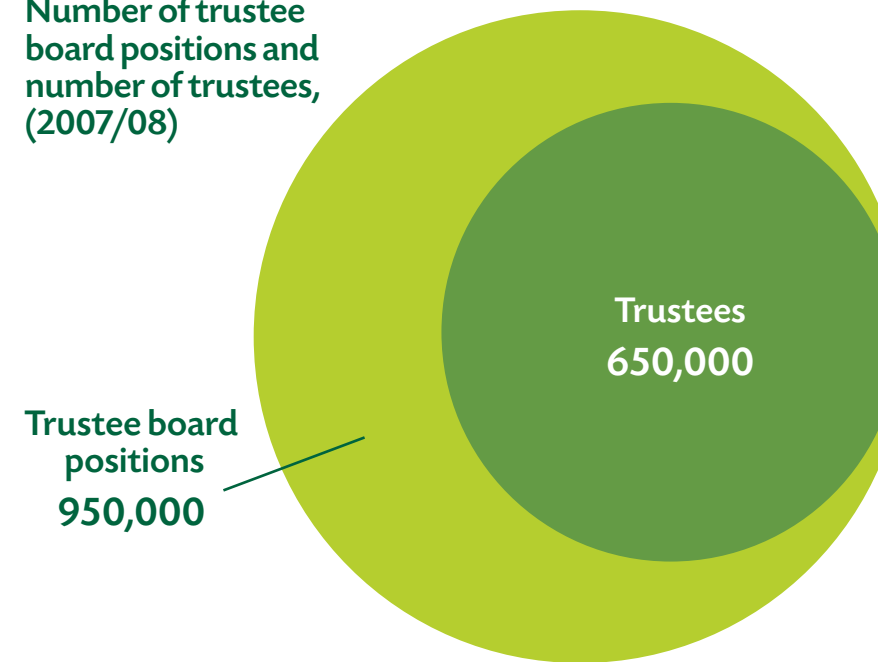 Number of trustee
board positions and
number of trustees,
(2007/08)
Trustees
650,000
Trustee board
positions
950,000